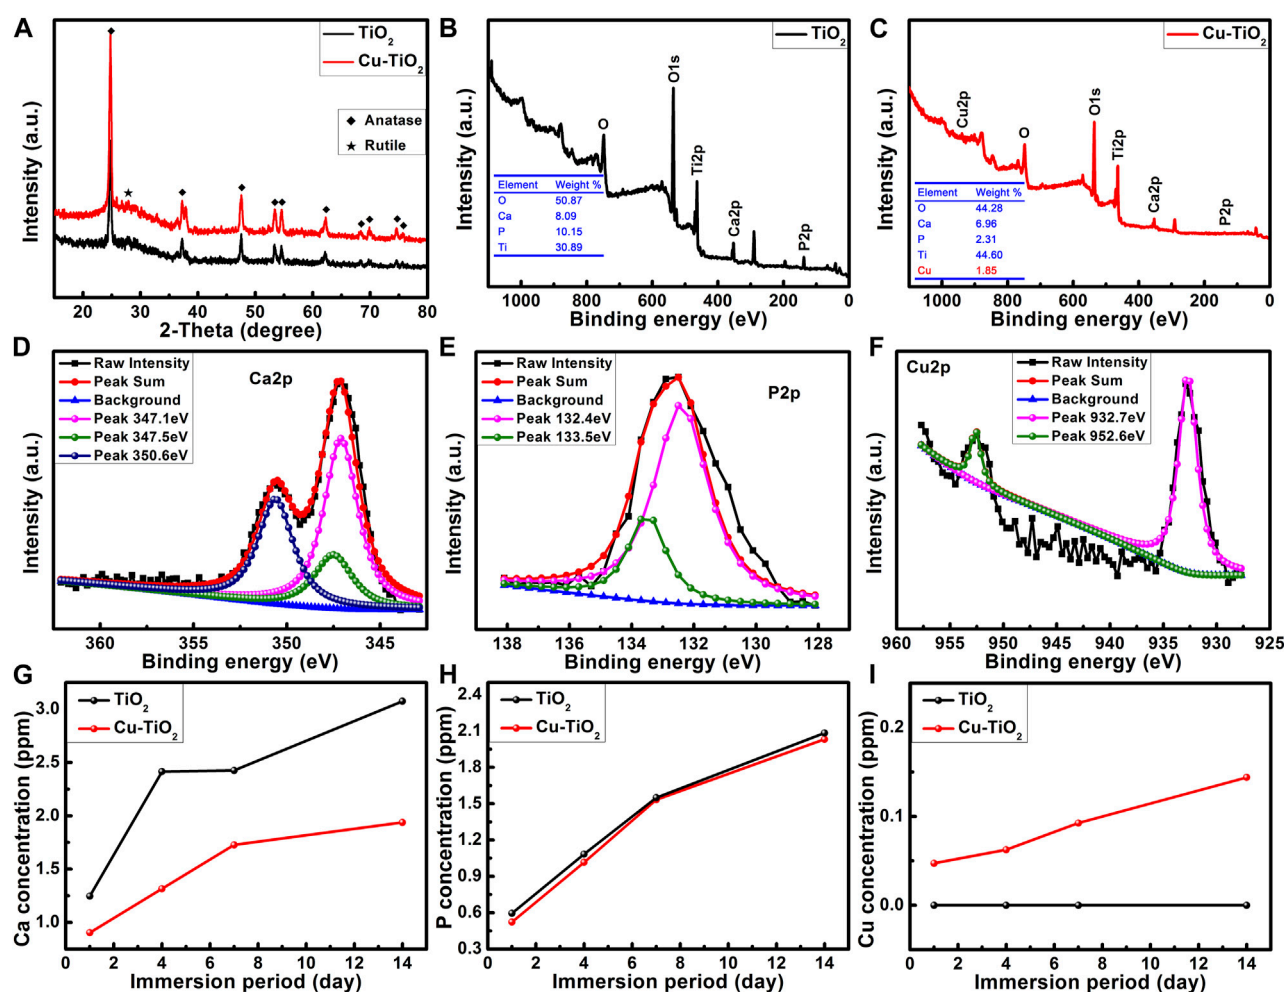 A
TiO2
Cu-TiO2
Anatase
Rutile
Intensity (a.u.)
15 20 25 30 35 40 45 50 55 60 65 70 75 80
2-Theta (degree)
B
TiO2
O
O1s
Ti2p
Ca2p
P2p
Element Weight %
O 50.87
Ca 8.09
P 10.15
Ti 30.89
Intensity (a.u.)
1000 800 600 400 200 0
Binding energy (eV)
C
Cu-TiO2
Cu2p
O
O1s
Ti2p
Ca2p
P2p
Element Weight %
O 44.28
Ca 6.96
P 2.31
Ti 44.60
Cu 1.85
Intensity (a.u.)
1000 800 600 400 200 0
Binding energy (eV)
D
Raw Intensity
Peak Sum
Background
Peak 347.1eV
Peak 347.5eV
Peak 350.6eV
Ca2p
Intensity (a.u.)
360 355 350 345
Binding energy (eV)
E
Raw Intensity
Peak Sum
Background
Peak 132.4eV
Peak 133.5eV
P2p
Intensity (a.u.)
138 136 134 132 130 128
Binding energy (eV)
F
Cu2p
Raw Intensity
Peak Sum
Background
Peak 932.7eV
Peak 952.6eV
Intensity (a.u.)
960 955 950 945 940 935 930 925
Binding energy (eV)
G
TiO2
Cu-TiO2
Ca concentration (ppm)
3.0
2.5
2.0
1.5
1.0
0 2 4 6 8 10 12 14
Immersion period (day)
H
TiO2
Cu-TiO2
P concentration (ppm)
2.4
2.1
1.8
1.5
1.2
0.9
0.6
0.3
0 2 4 6 8 10 12 14
Immersion period (day)
I
TiO2
Cu-TiO2
Cu concentration (ppm)
0.2
0.1
0.0
0 2 4 6 8 10 12 14
Immersion period (day)